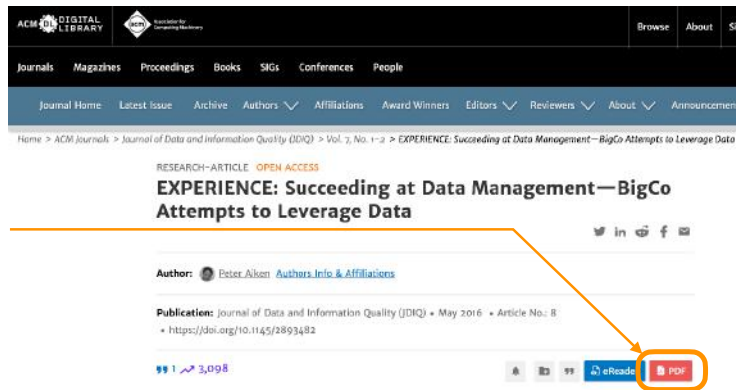 ACM DL DIGITAL LIBRARY acm Association for Computing Machinery
Browse About Si
Journals Magazines Proceedings Books SIGs Conferences People
Journal Home Latest Issue Archive Authors Affiliations Award Winners Editors Reviewers About Announcemen
Home > ACM Journals > Journal of Data and Information Quality (JDIQ) > Vol. 7, No. 1-2 > EXPERIENCE: Succeeding at Data Management—BigCo Attempts to Leverage Data
RESEARCH-ARTICLE OPEN ACCESS
EXPERIENCE: Succeeding at Data Management—BigCo
Attempts to Leverage Data
Author: Peter Aiken Authors Info & Affiliations
Publication: Journal of Data and Information Quality (JDIQ) • May 2016 • Article No.: 8
• https://doi.org/10.1145/2893482
1 3,098 eReade PDF